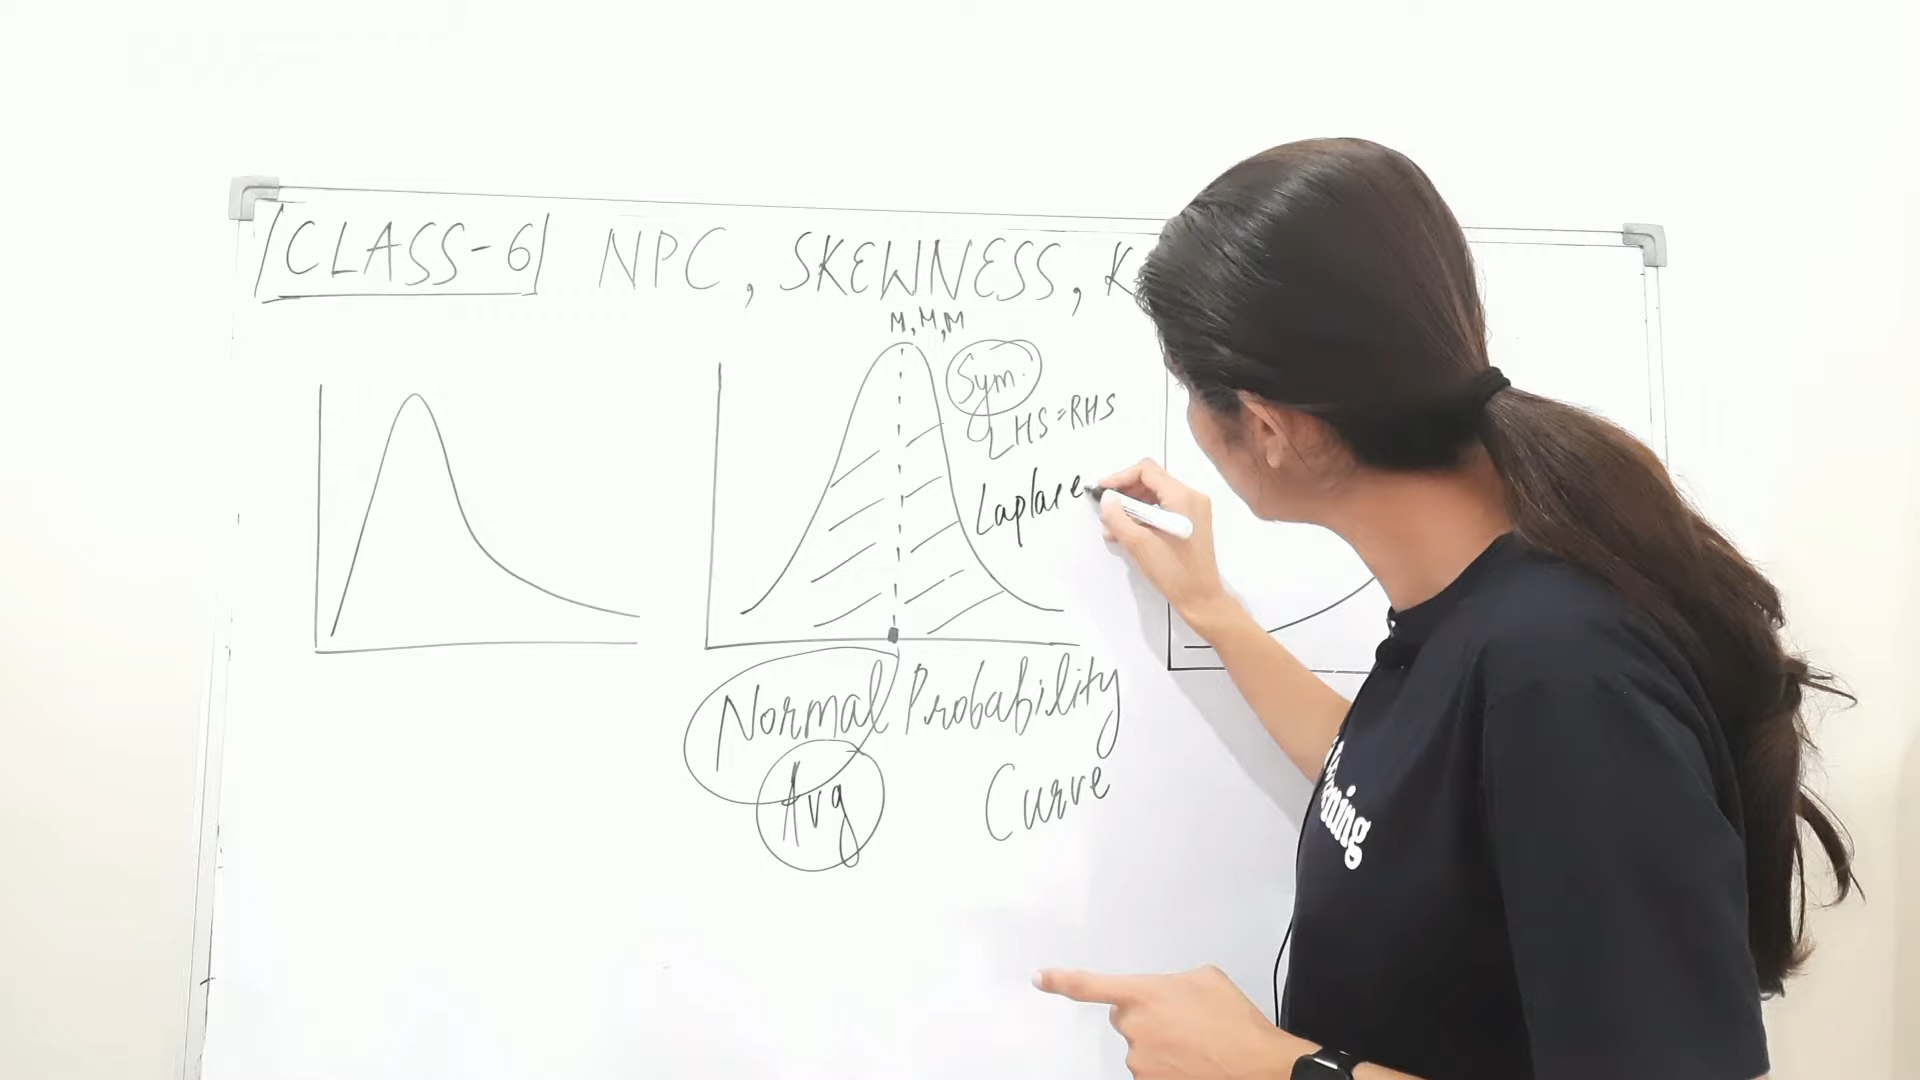 CLASS-6 NPC, SKEWNESS, K
M, M, M
Sym.
LHS=RHS
Laplace
Normal Probability
Avg
Curve